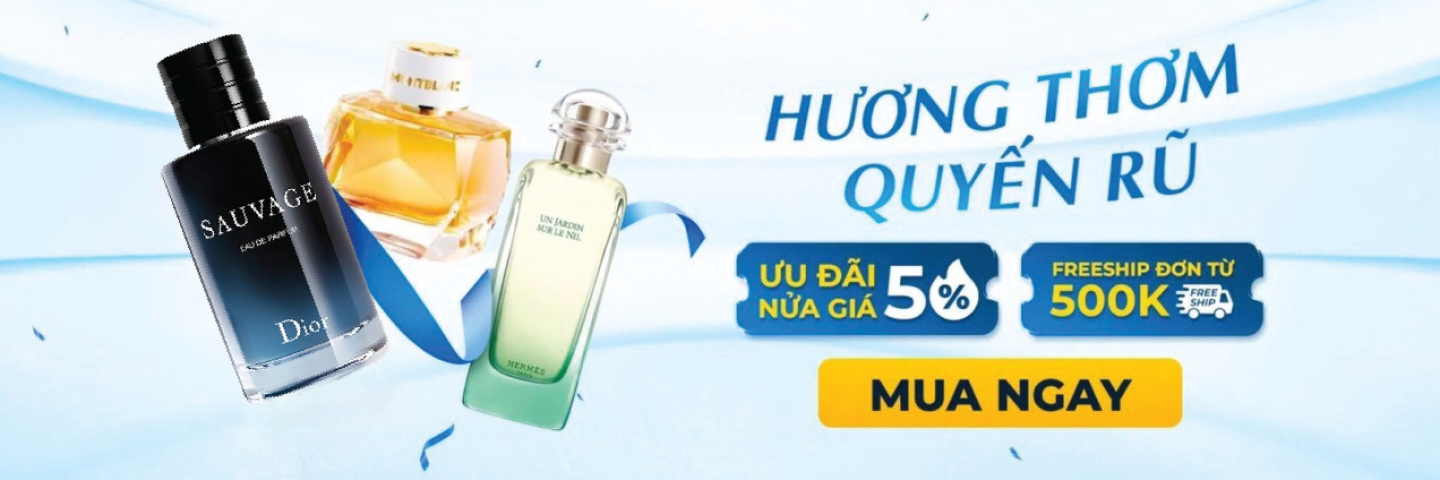 SAUVAGE
EAU DE PARFUM
Dior
MONTBLANC
UN JARDIN
SUR LE NIL
HERMÈS
PARIS
HƯƠNG THƠM
QUYẾN RŨ
ƯU ĐÃI
NỬA GIÁ
5%
FREESHIP ĐƠN TỪ
500K
FREE
SHIP
MUA NGAY